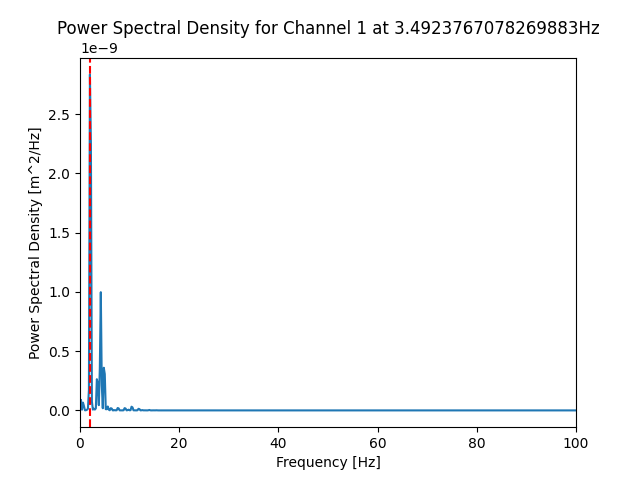 Power Spectral Density for Channel 1 at 3.4923767078269883Hz
1e−9
2.5
2.0
1.5
1.0
0.5
0.0
Power Spectral Density [m^2/Hz]
0 20 40 60 80 100
Frequency [Hz]